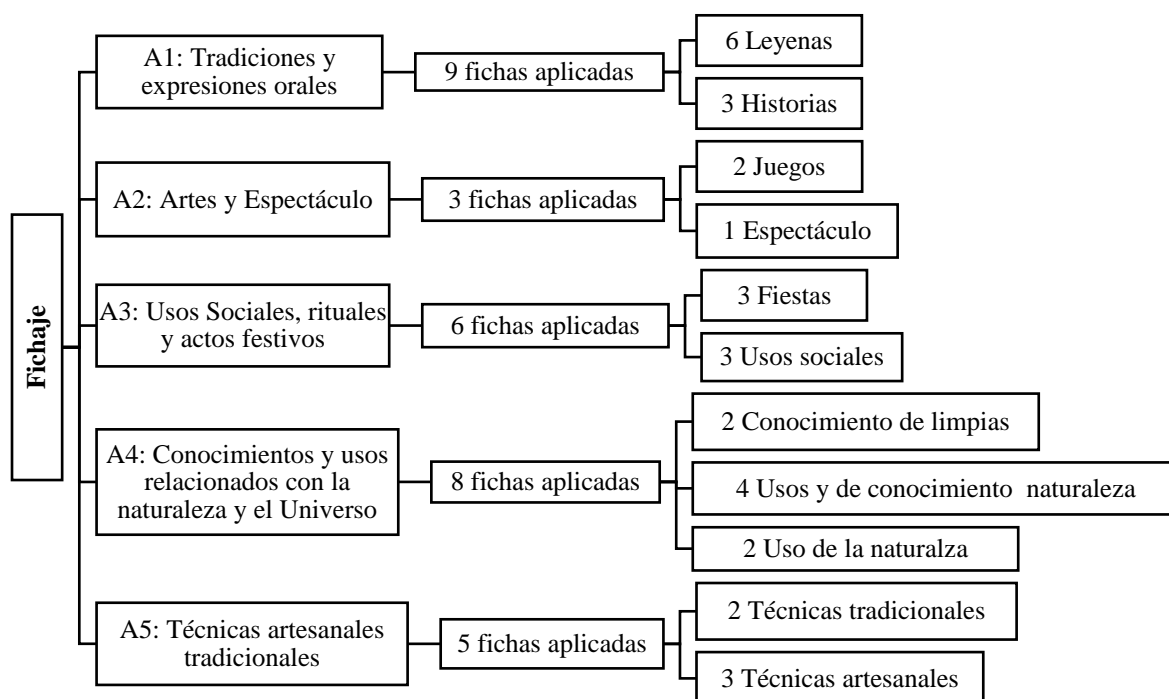 Fichaje
A1: Tradiciones y
expresiones orales
9 fichas aplicadas
6 Leyenas
3 Historias
A2: Artes y Espectáculo
3 fichas aplicadas
2 Juegos
1 Espectáculo
A3: Usos Sociales, rituales
y actos festivos
6 fichas aplicadas
3 Fiestas
3 Usos sociales
A4: Conocimientos y usos
relacionados con la
naturaleza y el Universo
8 fichas aplicadas
2 Conocimiento de limpias
4 Usos y de conocimiento naturaleza
2 Uso de la naturalza
A5: Técnicas artesanales
tradicionales
5 fichas aplicadas
2 Técnicas tradicionales
3 Técnicas artesanales